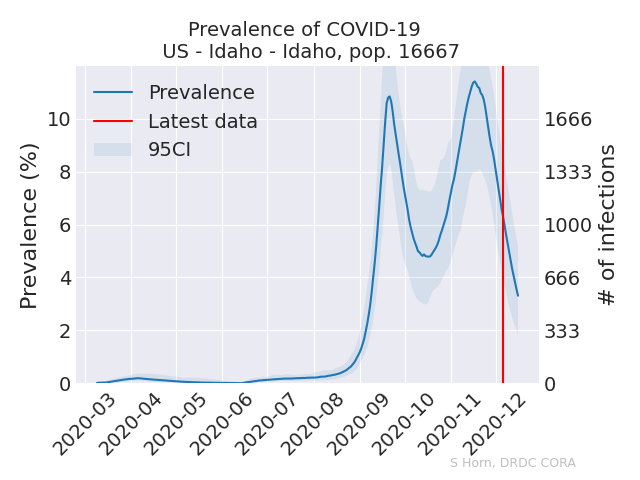 Prevalence of COVID-19
US - Idaho - Idaho, pop. 16667
Prevalence
Latest data
95CI
Prevalence (%)
10
8
6
4
2
0
1666
1333
1000
666
333
0
# of infections
2020-03
2020-04
2020-05
2020-06
2020-07
2020-08
2020-09
2020-10
2020-11
2020-12
S Horn, DRDC CORA